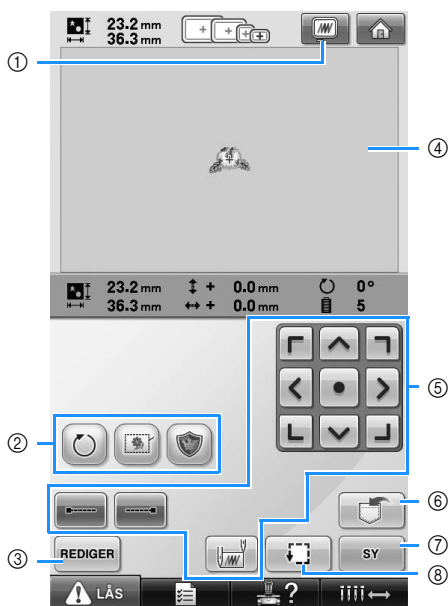 23.2 mm
36.3 mm
①
④
23.2 mm + 0.0 mm 0°
36.3 mm + 0.0 mm 5
⑤
②
⑥
③ REDIGER SY ⑦
⑧
LÅS ?